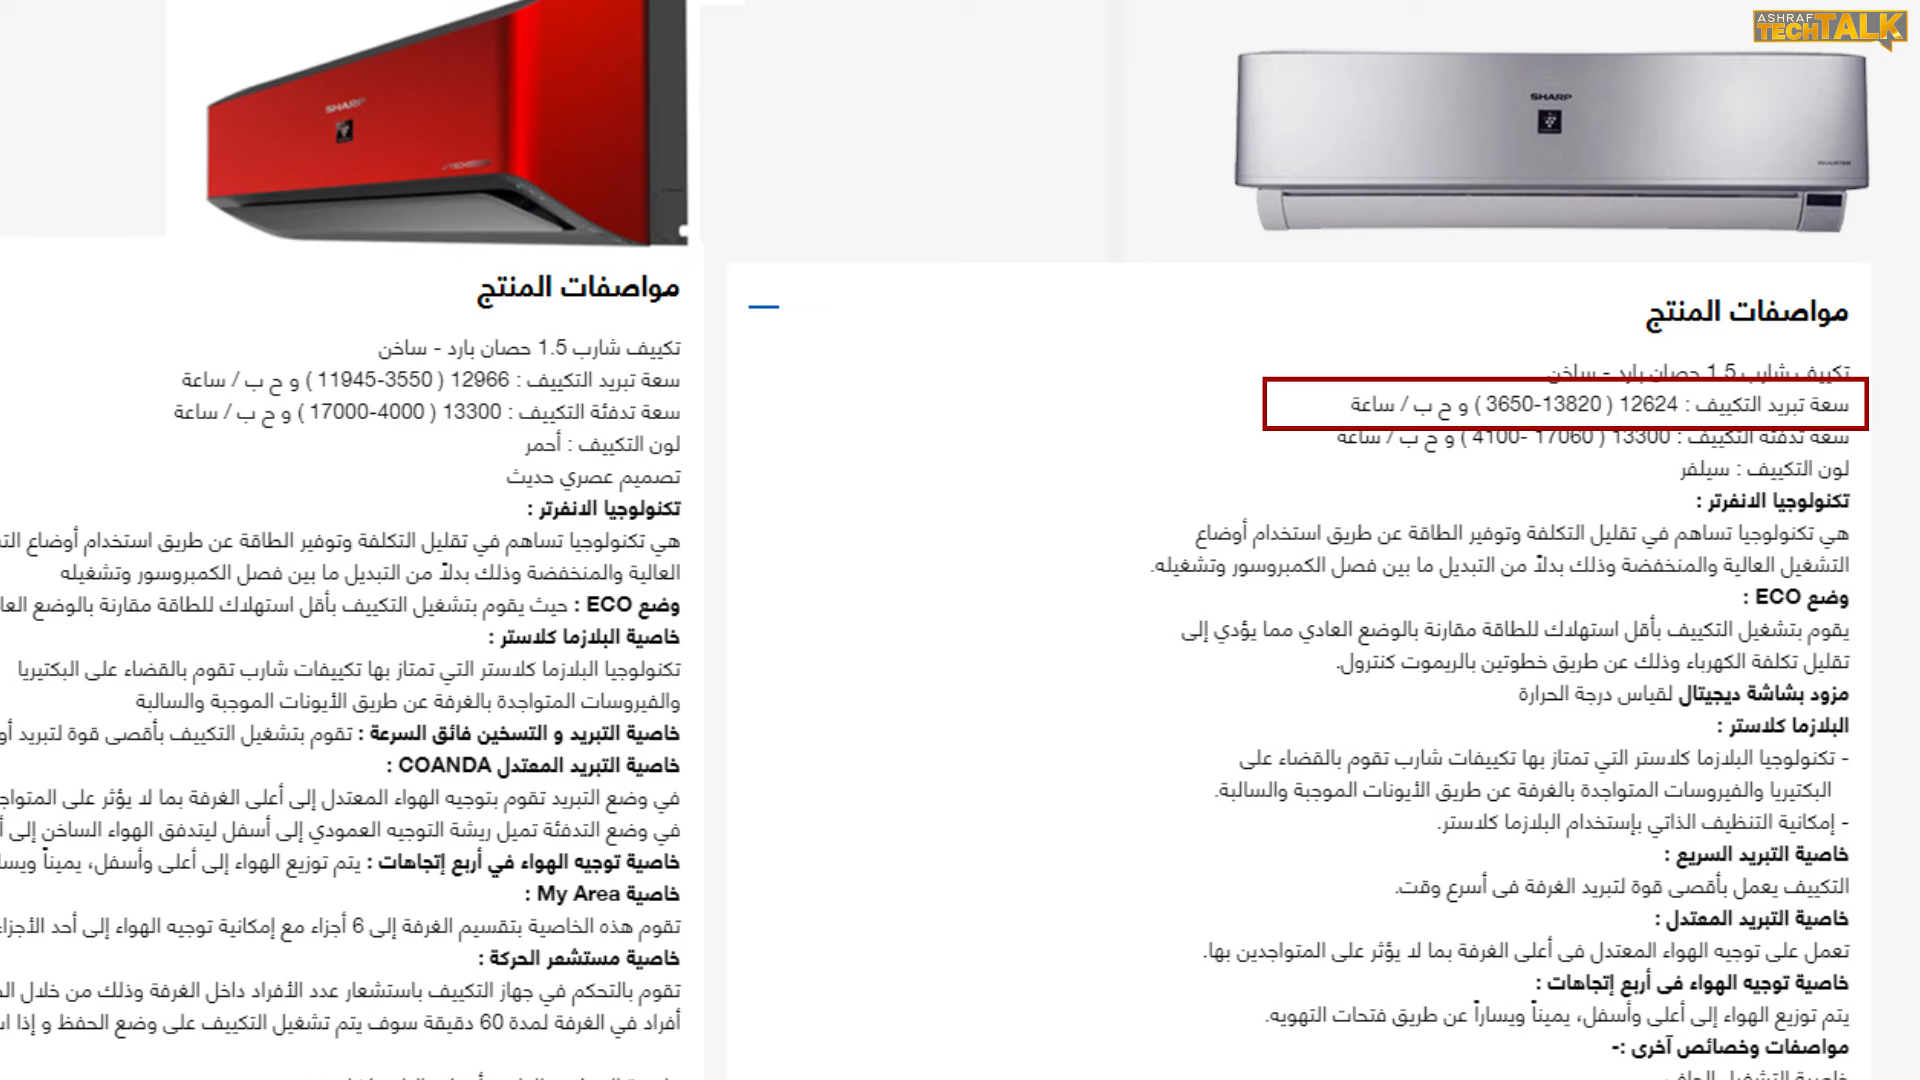 ASHRAF
TECHTALK
SHARP
SHARP
INVERTER
مواصفات المنتج
تكييف شارب 1.5 حصان بارد - ساخن
سعة تبريد التكييف : 12624 ( 13820-3650 ) و ح ب / ساعة
سعة تدفئة التكييف : 13300 ( 17060 -4100 ) و ح ب / ساعة
لون التكييف : سيلفر
تكنولوجيا الانفرتر :
هي تكنولوجيا تساهم في تقليل التكلفة وتوفير الطاقة عن طريق استخدام أوضاع
التشغيل العالية والمنخفضة وذلك بدلاً من التبديل ما بين فصل الكمبروسور وتشغيله.
وضع ECO :
يقوم بتشغيل التكييف بأقل استهلاك للطاقة مقارنة بالوضع العادي مما يؤدي إلى
تقليل تكلفة الكهرباء وذلك عن طريق خطوتين بالريموت كنترول.
مزود بشاشة ديجيتال لقياس درجة الحرارة
البلازما كلاستر :
- تكنولوجيا البلازما كلاستر التي تمتاز بها تكييفات شارب تقوم بالقضاء على
البكتيريا والفيروسات المتواجدة بالغرفة عن طريق الأيونات الموجبة والسالبة.
- إمكانية التنظيف الذاتي بإستخدام البلازما كلاستر.
خاصية التبريد السريع :
التكييف يعمل بأقصى قوة لتبريد الغرفة فى أسرع وقت.
خاصية التبريد المعتدل :
تعمل على توجيه الهواء المعتدل فى أعلى الغرفة بما لا يؤثر على المتواجدين بها.
خاصية توجيه الهواء فى أربع إتجاهات :
يتم توزيع الهواء إلى أعلى وأسفل، يميناً ويساراً عن طريق فتحات التهويه.
مواصفات وخصائص آخرى :-
مواصفات المنتج
تكييف شارب 1.5 حصان بارد - ساخن
سعة تبريد التكييف : 12966 ( 3550-11945 ) و ح ب / ساعة
سعة تدفئة التكييف : 13300 ( 4000-17000 ) و ح ب / ساعة
لون التكييف : أحمر
تصميم عصري حديث
تكنولوجيا الانفرتر :
هي تكنولوجيا تساهم في تقليل التكلفة وتوفير الطاقة عن طريق استخدام أوضاع
العالية والمنخفضة وذلك بدلاً من التبديل ما بين فصل الكمبروسور وتشغيله
وضع ECO : حيث يقوم بتشغيل التكييف بأقل استهلاك للطاقة مقارنة بالوضع
خاصية البلازما كلاستر :
تكنولوجيا البلازما كلاستر التي تمتاز بها تكييفات شارب تقوم بالقضاء على البكتيريا
والفيروسات المتواجدة بالغرفة عن طريق الأيونات الموجبة والسالبة
خاصية التبريد و التسخين فائق السرعة : تقوم بتشغيل التكييف بأقصى قوة لتبريد
خاصية التبريد المعتدل COANDA :
في وضع التبريد تقوم بتوجيه الهواء المعتدل إلى أعلى الغرفة بما لا يؤثر على
في وضع التدفئة تميل ريشة التوجيه العمودي إلى أسفل ليتدفق الهواء الساخن إلى
خاصية توجيه الهواء في أربع إتجاهات : يتم توزيع الهواء إلى أعلى وأسفل، يميناً
خاصية My Area :
تقوم هذه الخاصية بتقسيم الغرفة إلى 6 أجزاء مع إمكانية توجيه الهواء إلى أحد
خاصية مستشعر الحركة :
تقوم بالتحكم في جهاز التكييف باستشعار عدد الأفراد داخل الغرفة وذلك من خلال
أفراد في الغرفة لمدة 60 دقيقة سوف يتم تشغيل التكييف على وضع الحفظ و إذا